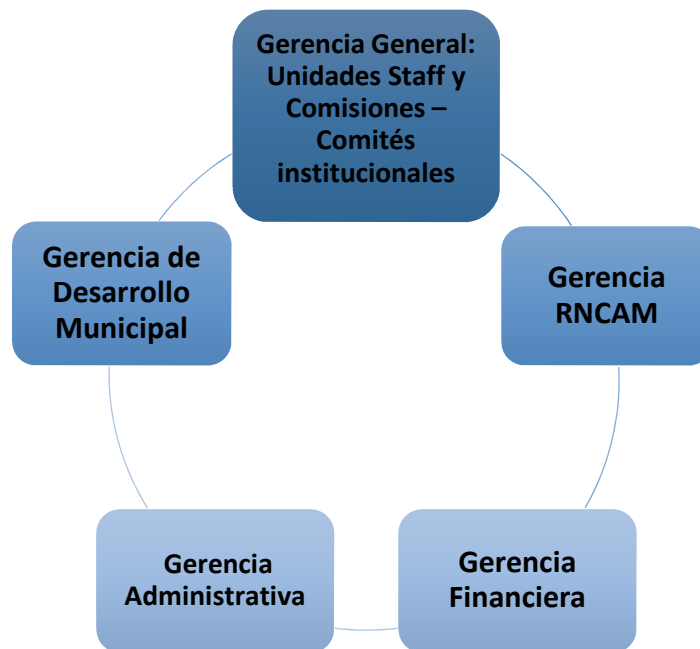 Gerencia General:
Unidades Staff y
Comisiones –
Comités
institucionales
Gerencia de
Desarrollo
Municipal
Gerencia
RNCAM
Gerencia
Administrativa
Gerencia
Financiera